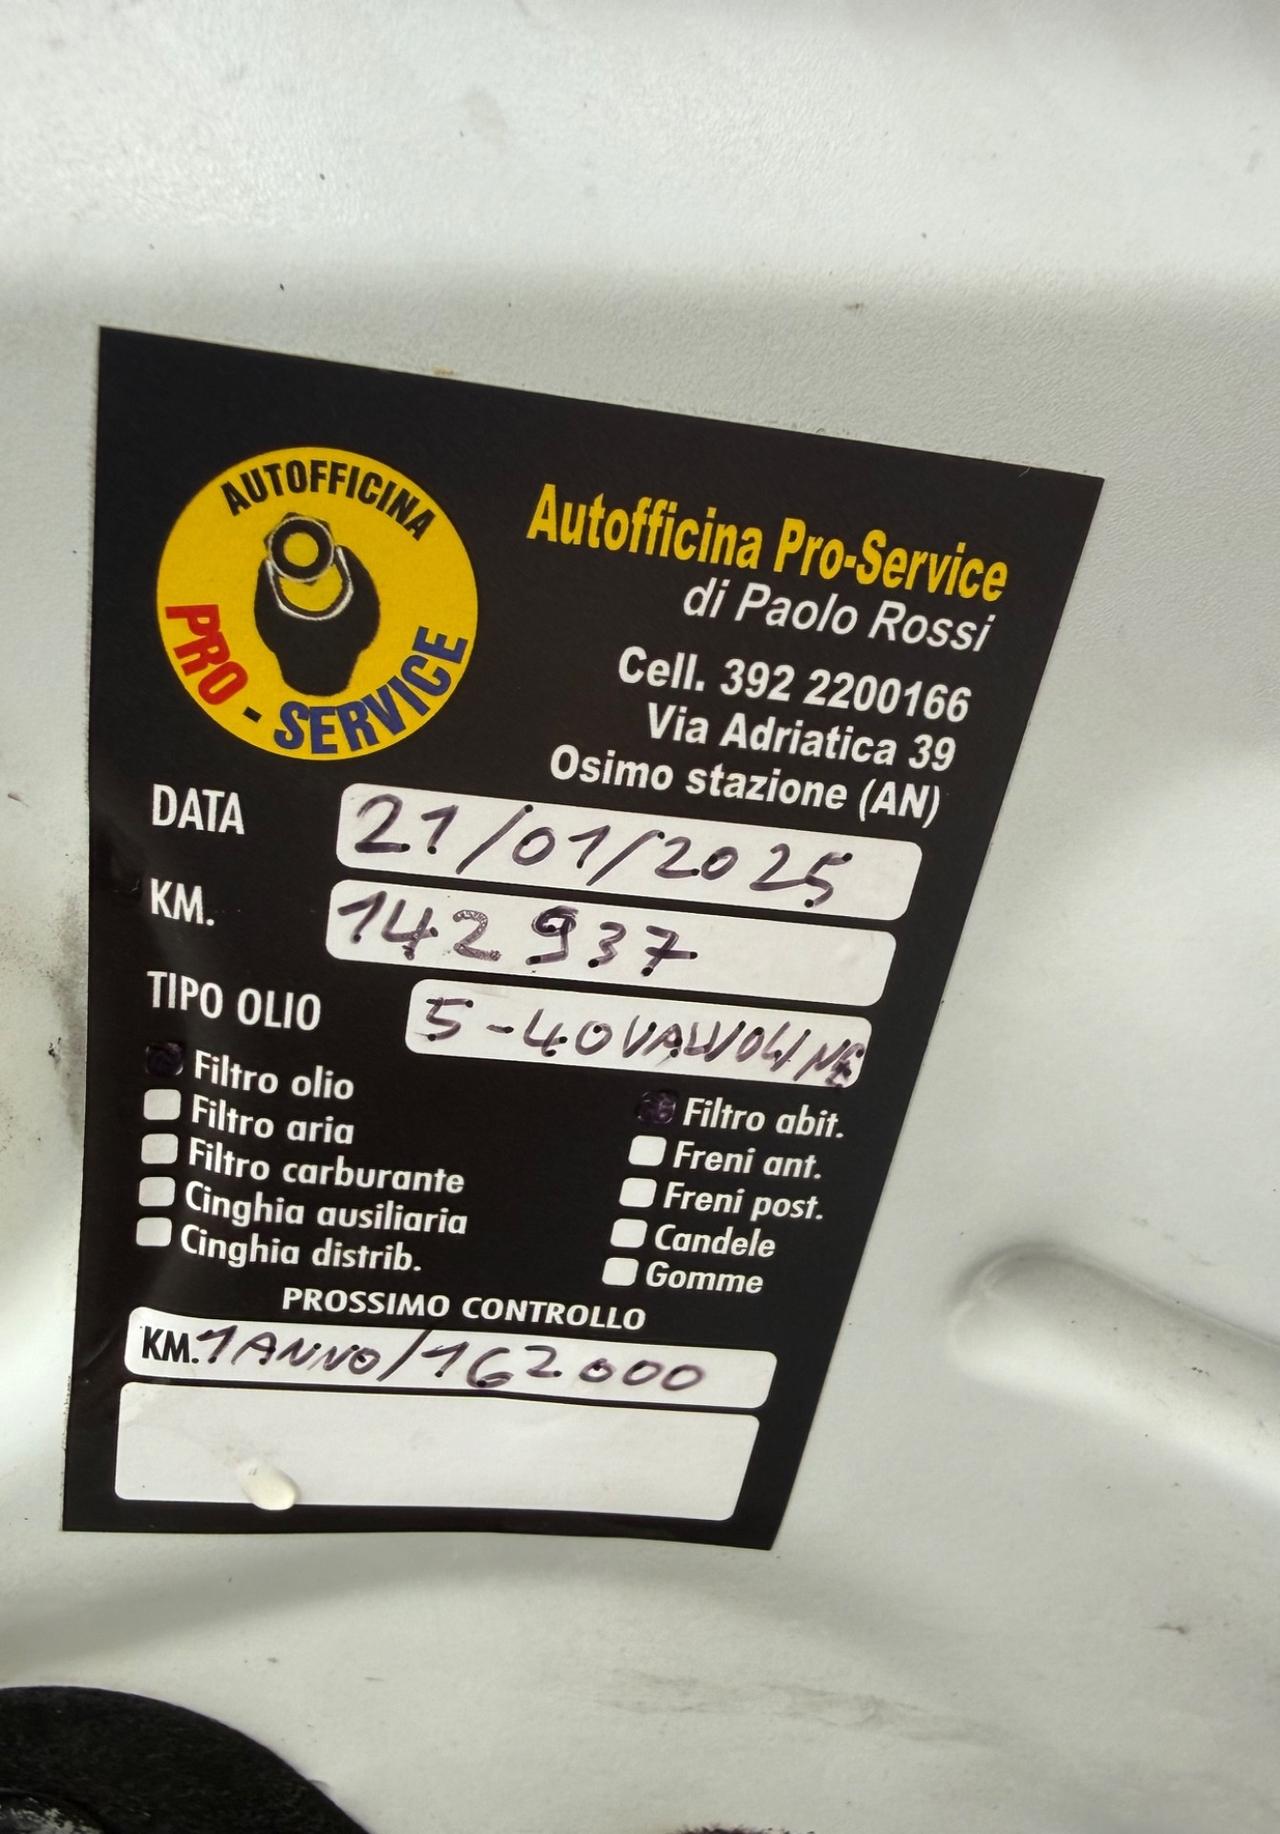 AUTOFFICINA
PRO - SERVICE
Autofficina Pro-Service
di Paolo Rossi
Cell. 392 2200166
Via Adriatica 39
Osimo stazione (AN)
DATA 21/01/2025
KM. 142937
TIPO OLIO 5-40 VALVOLINE
Filtro olio
Filtro aria
Filtro carburante
Cinghia ausiliaria
Cinghia distrib.
Filtro abit.
Freni ant.
Freni post.
Candele
Gomme
PROSSIMO CONTROLLO
KM. 1 ANNO/162000